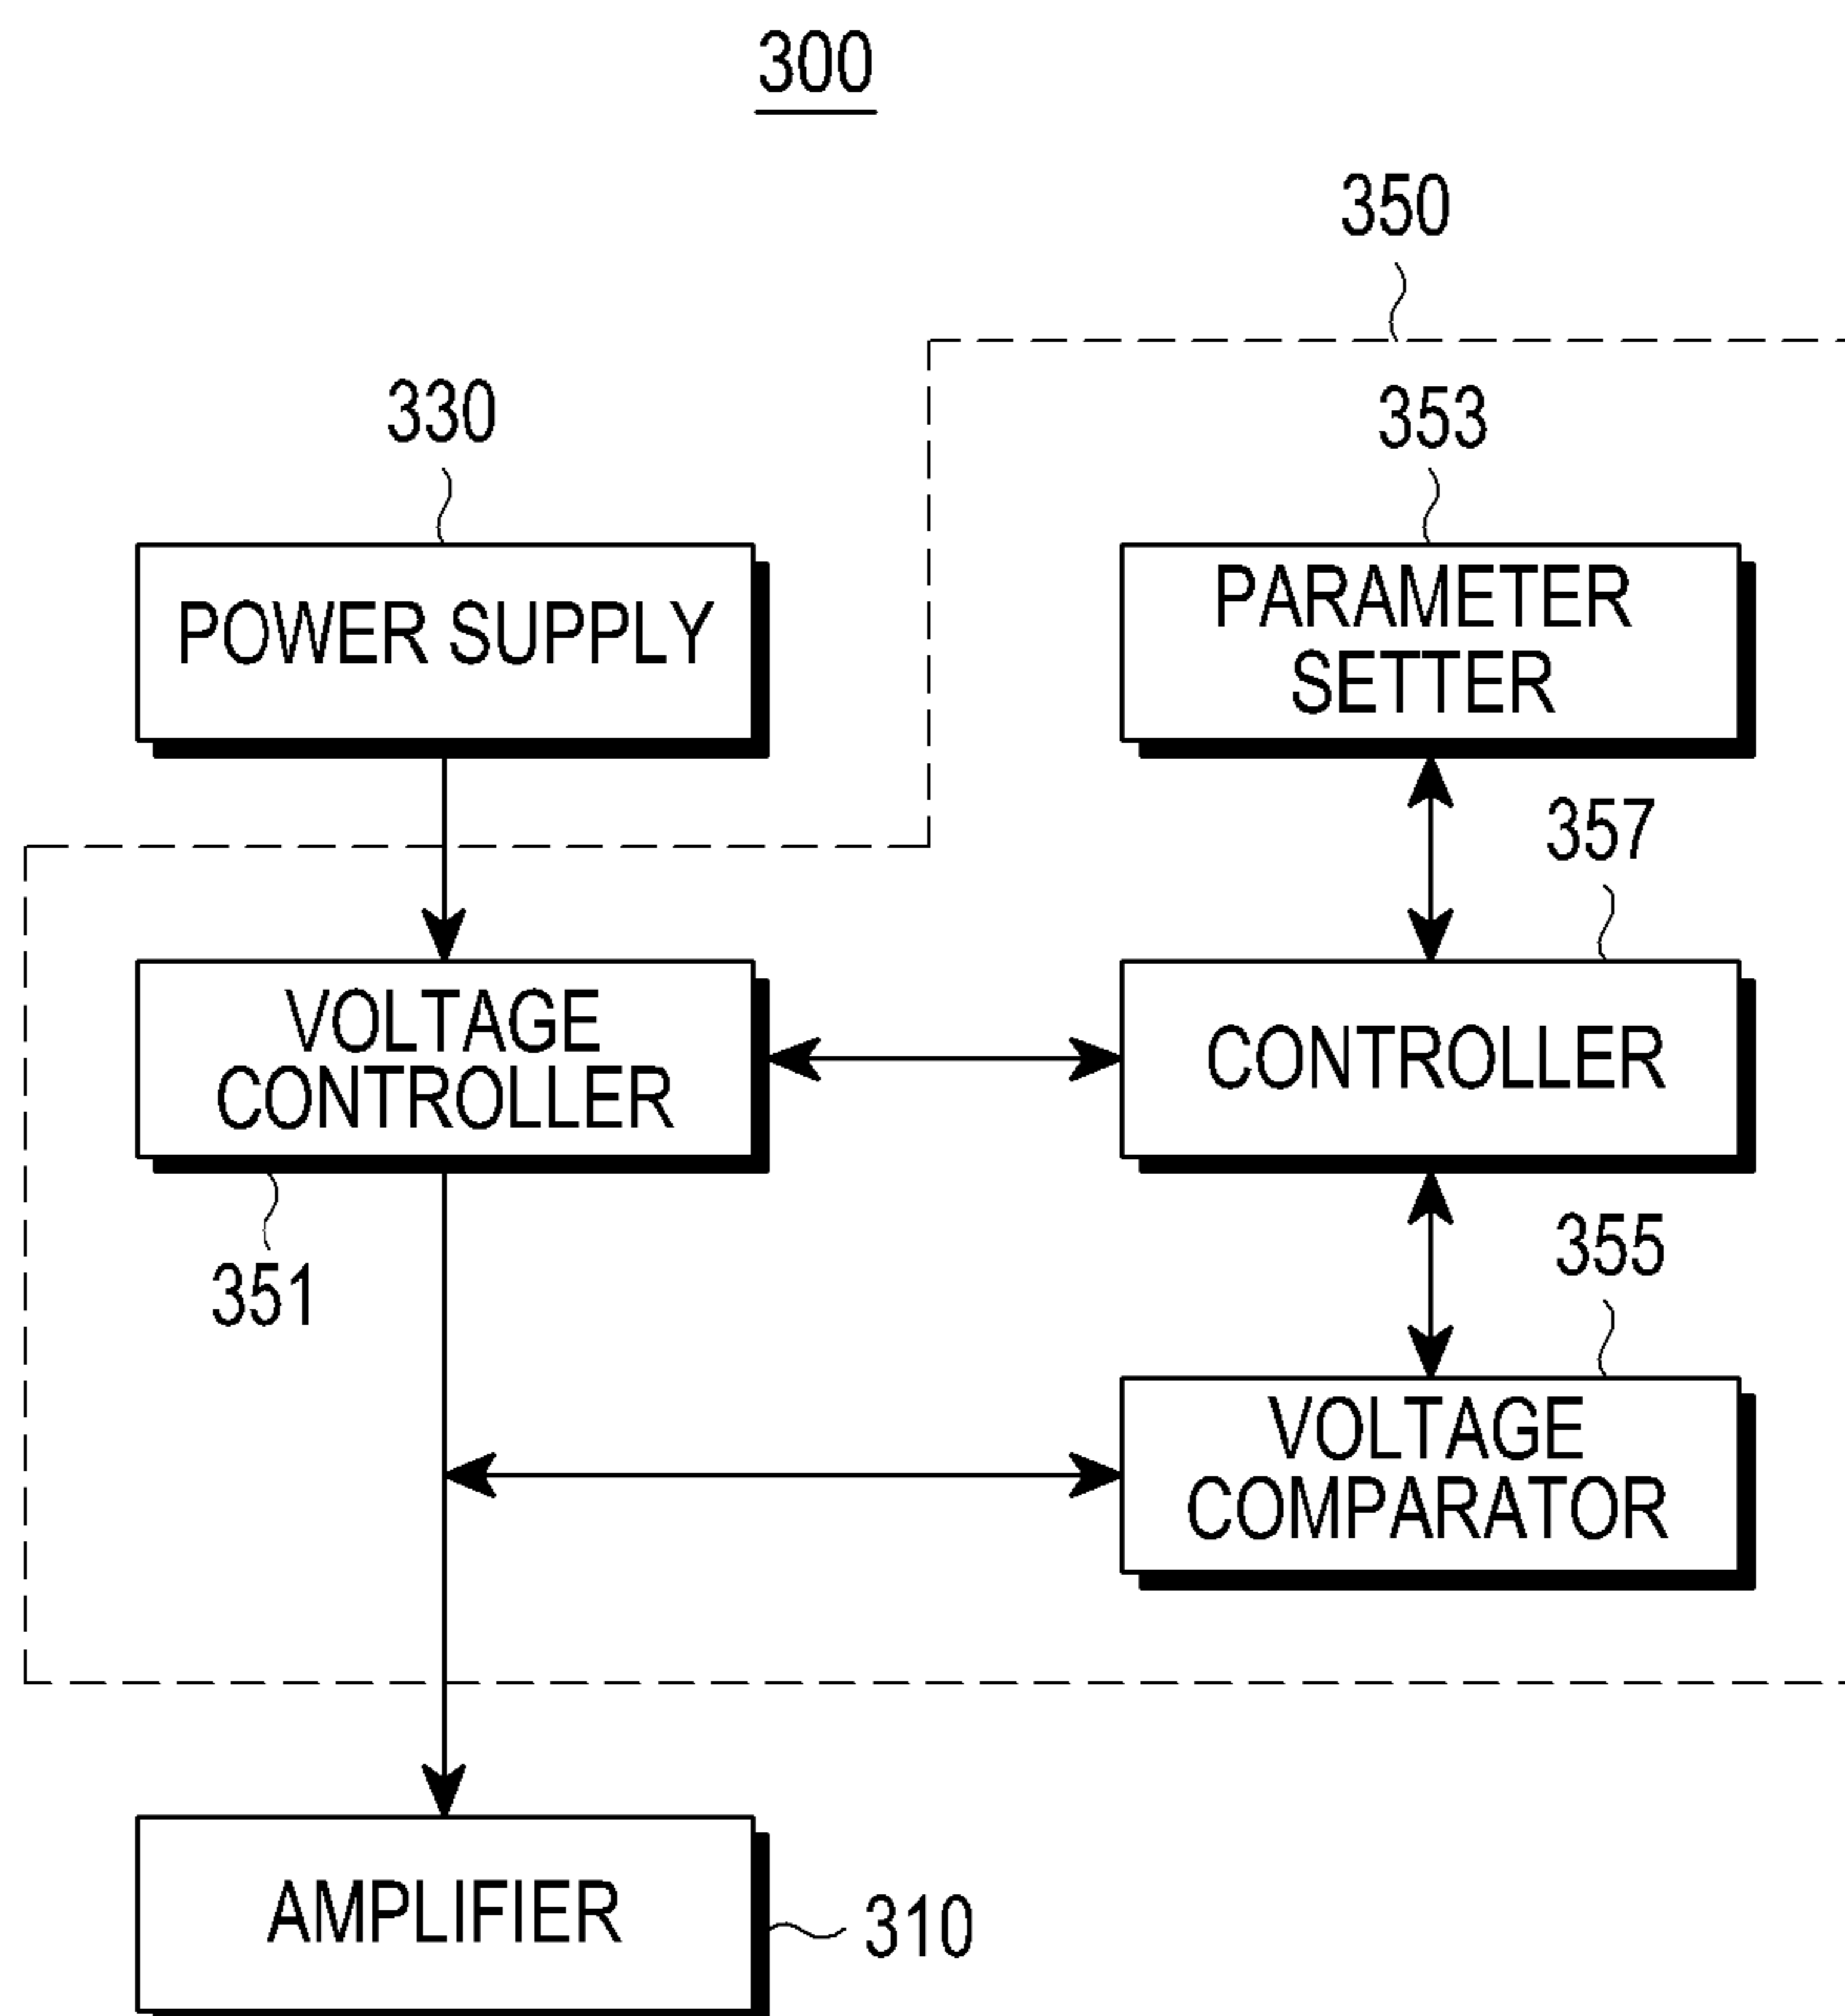 300
350
330
353
POWER SUPPLY
PARAMETER
SETTER
357
VOLTAGE
CONTROLLER
CONTROLLER
351
355
VOLTAGE
COMPARATOR
AMPLIFIER
310